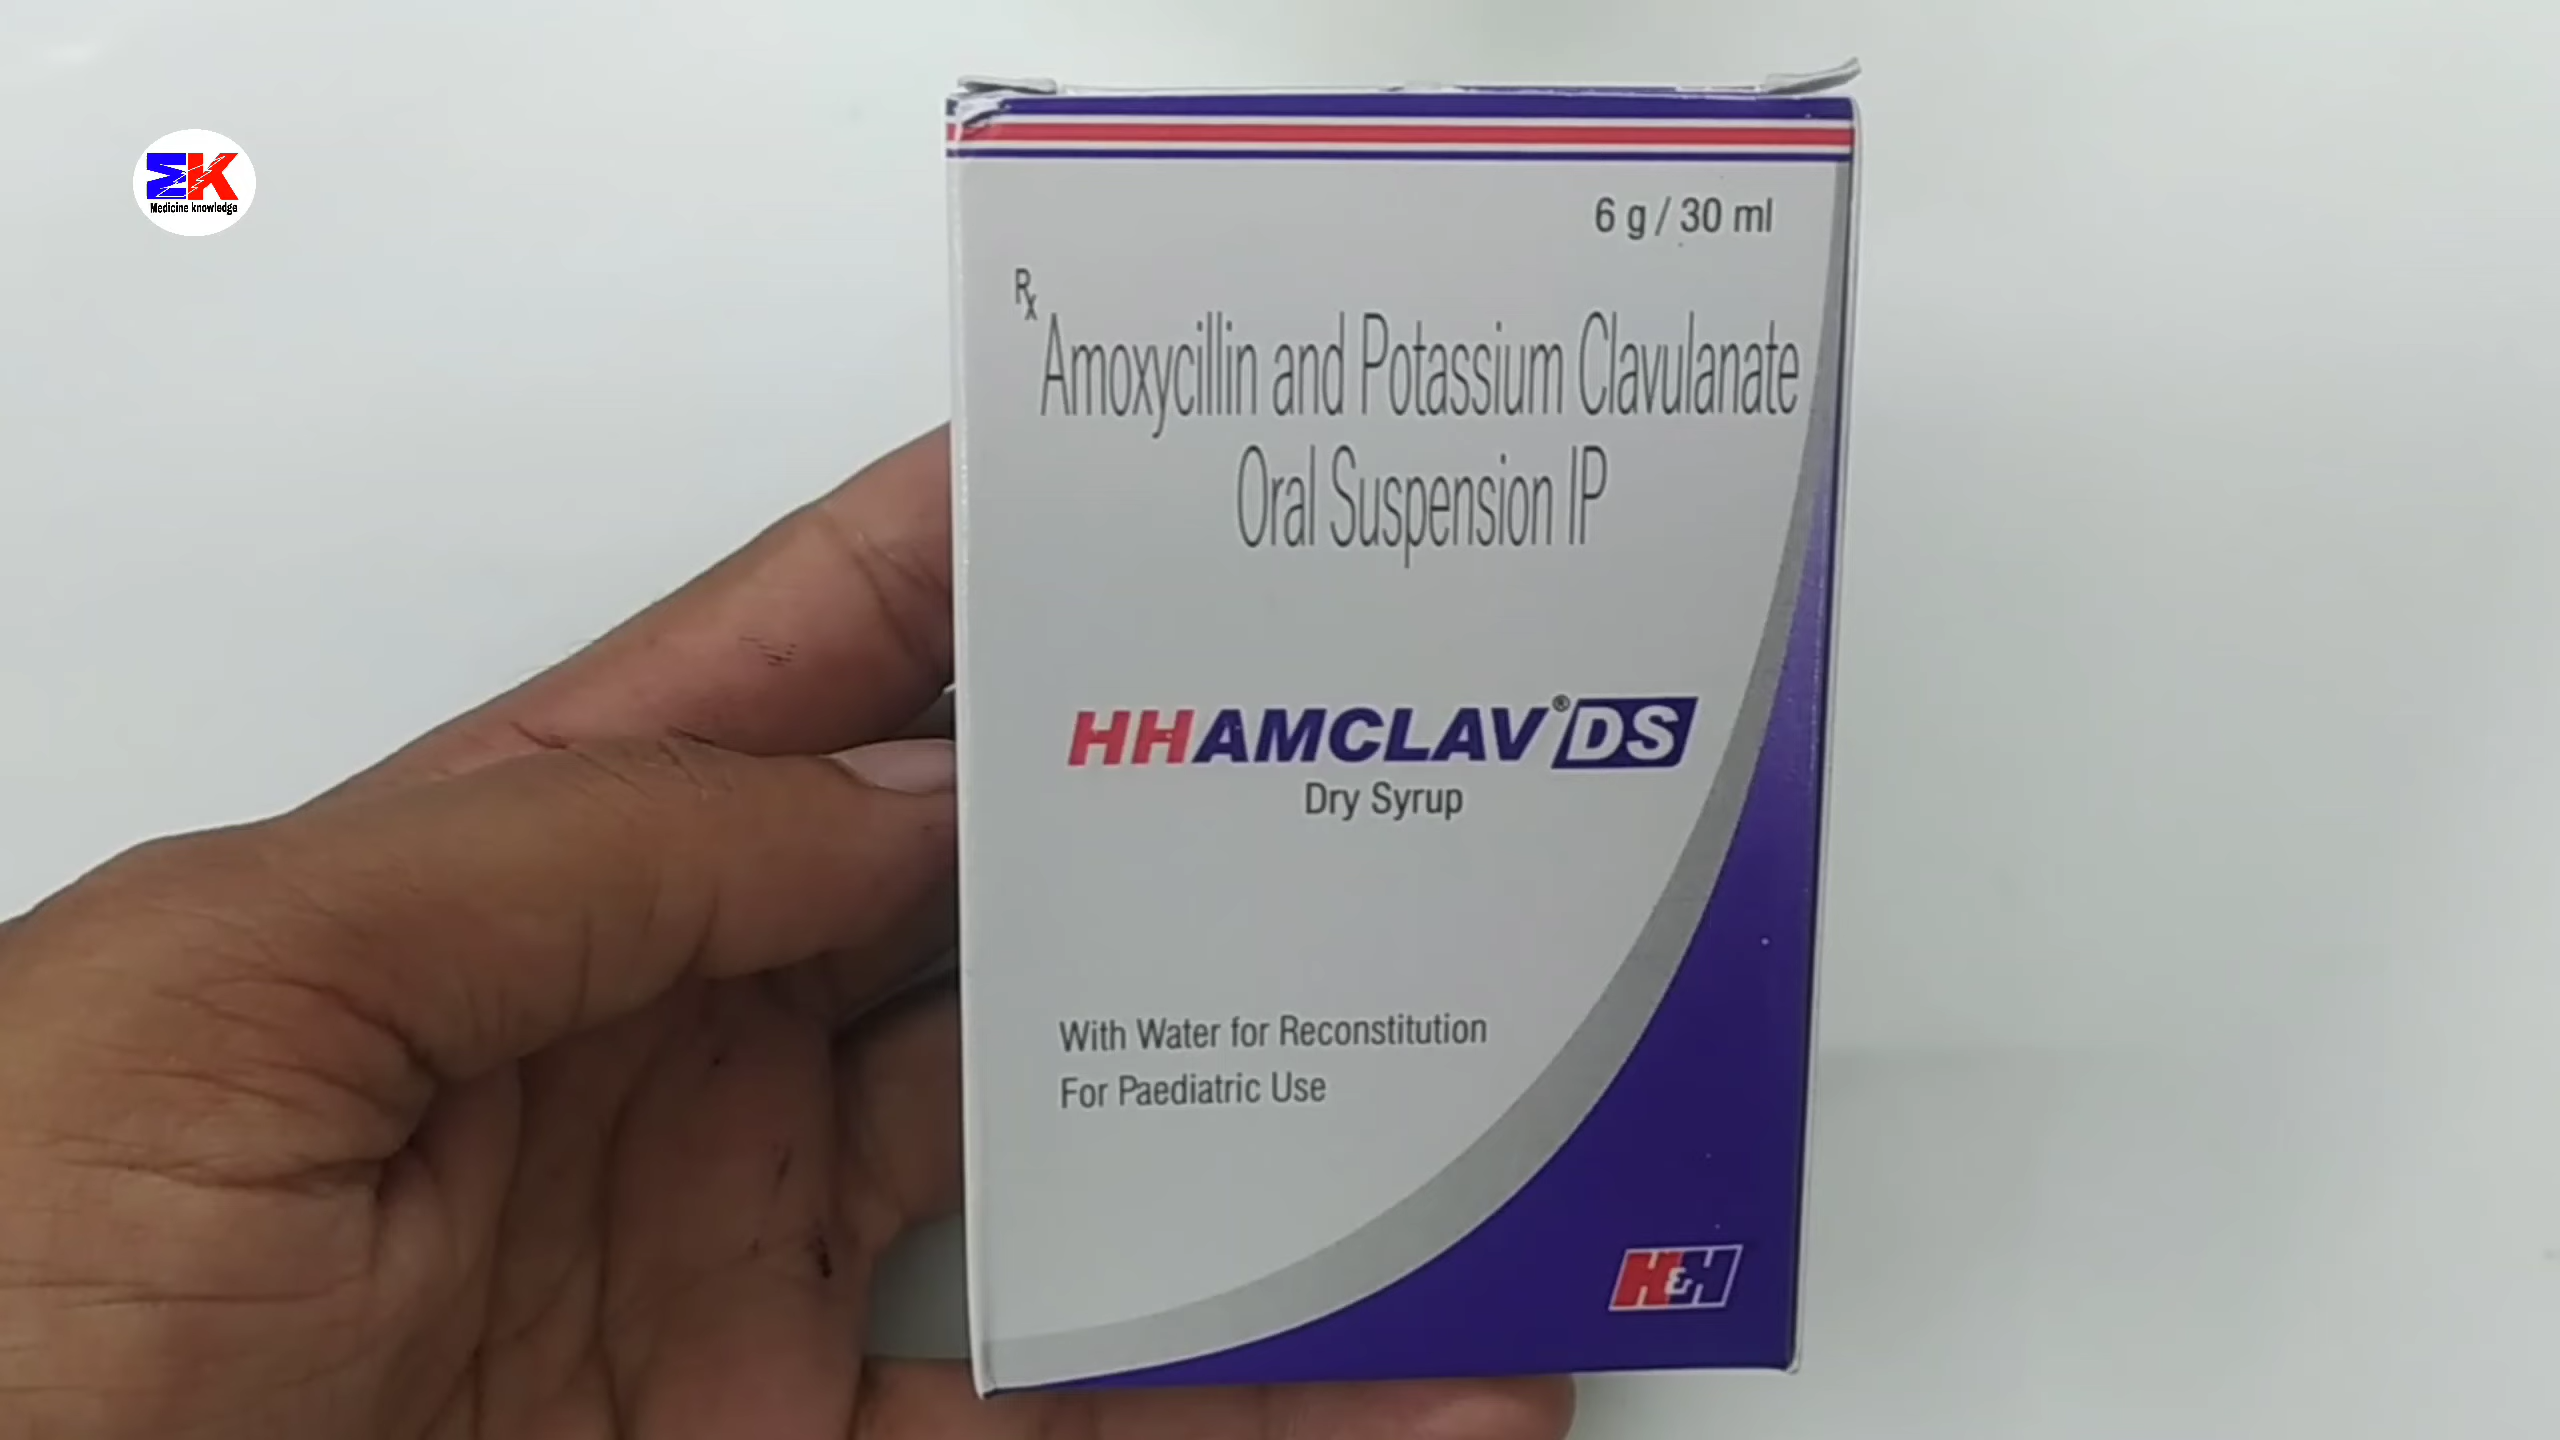 MK
Medicine knowledge
6 g / 30 ml
Rx
Amoxycillin and Potassium Clavulanate
Oral Suspension IP
HHAMCLAV® DS
Dry Syrup
With Water for Reconstitution
For Paediatric Use
H&H